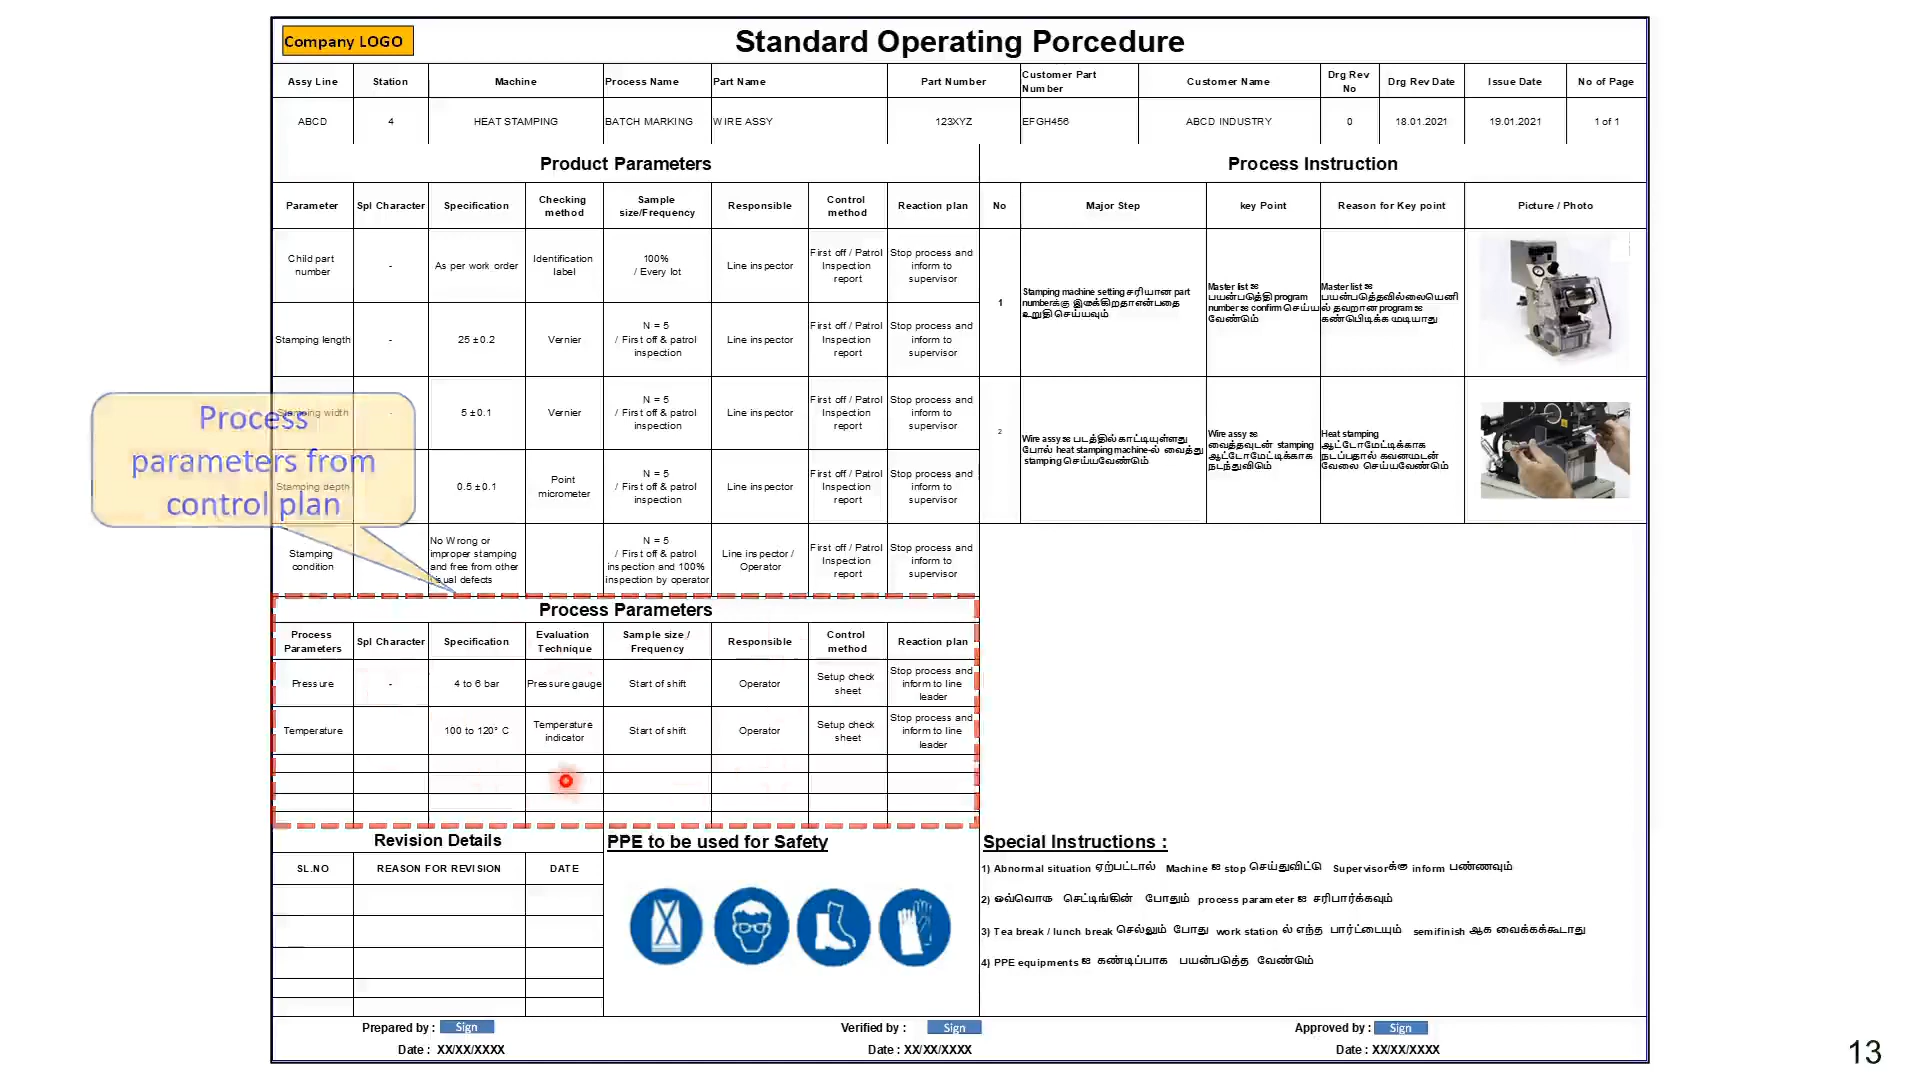 Company LOGO
Standard Operating Porcedure
Assy Line
Station
Machine
Process Name
Part Name
Part Number
Customer Part
Number
Customer Name
Drg Rev
No
Drg Rev Date
Issue Date
No of Page
ABCD
4
HEAT STAMPING
BATCH MARKING
WIRE ASSY
123XYZ
EFGH456
ABCD INDUSTRY
0
18.01.2021
19.01.2021
1 of 1
Product Parameters
Parameter
Spl Character
Specification
Checking
method
Sample
size/Frequency
Responsible
Control
method
Reaction plan
Child part
number
-
As per work order
Identification
label
100%
/ Every lot
Line inspector
First off / Patrol
Inspection
report
Stop process and
inform to
supervisor
Stamping length
-
25 ±0.2
Vernier
N = 5
/ First off & patrol
inspection
Line inspector
First off / Patrol
Inspection
report
Stop process and
inform to
supervisor
Stamping width
-
5 ±0.1
Vernier
N = 5
/ First off & patrol
inspection
Line inspector
First off / Patrol
Inspection
report
Stop process and
inform to
supervisor
Stamping depth
0.5 ±0.1
Point
micrometer
N = 5
/ First off & patrol
inspection
Line inspector
First off / Patrol
Inspection
report
Stop process and
inform to
supervisor
Stamping
condition
No Wrong or
improper stamping
and free from other
visual defects
N = 5
/ First off & patrol
inspection and 100%
inspection by operator
Line inspector /
Operator
First off / Patrol
Inspection
report
Stop process and
inform to
supervisor
Process
parameters from
control plan
Process Instruction
No
Major Step
key Point
Reason for Key point
Picture / Photo
1
Stamping machine setting சரியான part
numberக்கு இருக்கிறதா என்பதை
உறுதி செய்யவும்
Master list ஐ
பயன்படுத்தி program
number ஐ confirm செய்ய
வேண்டும்
Master list ஐ
பயன்படுத்தவில்லையெனி
ல் தவறான program ஐ
கண்டுபிடிக்க முடியாது
2
Wire assy ஐ படத்தில் காட்டியுள்ளது
போல் heat stamping machine-ல் வைத்து
stamping செய்யவேண்டும்
Wire assy ஐ
வைத்தவுடன் stamping
ஆட்டோமேட்டிக்காக
நடந்துவிடும்
Heat stamping
ஆட்டோமேட்டிக்காக
நடப்பதால் கவனமுடன்
வேலை செய்யவேண்டும்
Process Parameters
Process
Parameters
Spl Character
Specification
Evaluation
Technique
Sample size /
Frequency
Responsible
Control
method
Reaction plan
Pressure
-
4 to 6 bar
Pressure gauge
Start of shift
Operator
Setup check
sheet
Stop process and
inform to line
leader
Temperature
100 to 120° C
Temperature
indicator
Start of shift
Operator
Setup check
sheet
Stop process and
inform to line
leader
Revision Details
SL.NO
REASON FOR REVISION
DATE
PPE to be used for Safety
Special Instructions :
1) Abnormal situation ஏற்பட்டால் Machine ஐ stop செய்துவிட்டு Supervisorக்கு inform பண்ணவும்
2) ஒவ்வொரு செட்டிங்கின் போதும் process parameter ஐ சரிபார்க்கவும்
3) Tea break / lunch break செல்லும் போது work station ல் எந்த பார்ட்டையும் semifinish ஆக வைக்கக்கூடாது
4) PPE equipments ஐ கண்டிப்பாக பயன்படுத்த வேண்டும்
Prepared by : Sign
Date : XX/XX/XXXX
Verified by : Sign
Date : XX/XX/XXXX
Approved by : Sign
Date : XX/XX/XXXX
13